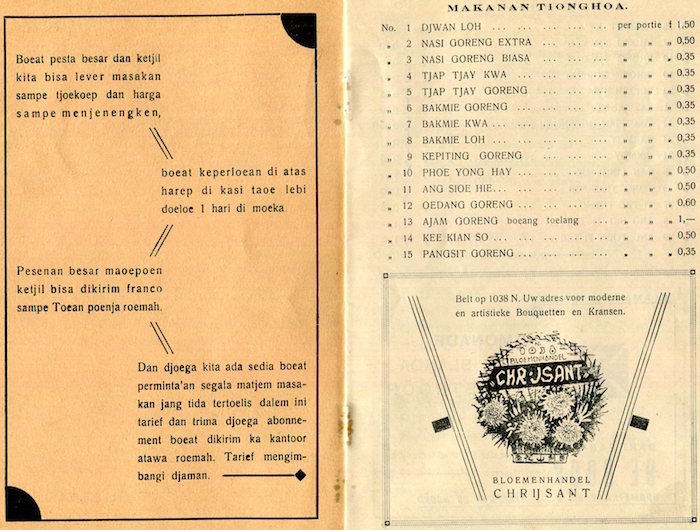 Boeat pesta besar dan ketjil
kita bisa lever masakan
sampe tjoekoep dan harga
sampe menjenengken,
boeat keperloean di atas
harep di kasi taoe lebi
doeloe 1 hari di moeka.
Pesenan besar maoepoen
ketjil bisa dikirim franco
sampe Toean poenja roemah.
Dan djoega kita ada sedia boeat
perminta'an segala matjem masa-
kan jang tida tertoelis dalem ini
tarief dan trima djoega abonne-
ment boeat dikirim ka kantoor
atawa roemah. Tarief mengim-
bangi djaman.
MAKANAN TIONGHOA.
No. 1 DJWAN LOH ... ... ... ... per portie f 1,50
„ 2 NASI GORENG EXTRA ... ... ... „ „ „ 0,50
„ 3 NASI GORENG BIASA ... ... ... „ „ „ 0,35
„ 4 TJAP TJAY KWA ... ... ... ... „ „ „ 0,35
„ 5 TJAP TJAY GORENG ... ... ... „ „ „ 0,35
„ 6 BAKMIE GORENG ... ... ... ... „ „ „ 0,35
„ 7 BAKMIE KWA ... ... ... ... „ „ „ 0,35
„ 8 BAKMIE LOH ... ... ... ... „ „ „ 0,35
„ 9 KEPITING GORENG ... ... ... „ „ „ 0,35
„ 10 PHOE YONG HAY ... ... ... ... „ „ „ 0,50
„ 11 ANG SIOE HIE... ... ... ... „ „ „ 0,50
„ 12 OEDANG GORENG ... ... ... ... „ „ „ 0.60
„ 13 AJAM GORENG boeang toelang ... ... „ „ „ 1,—
„ 14 KEE KIAN SO ... ... ... ... „ „ „ 0,50
„ 15 PANGSIT GORENG ... ... ... ... „ „ „ 0,35
Belt op 1038 N. Uw adres voor moderne
en artistieke Bouquetten en Kransen.
N. 1038
BLOEMENHANDEL
CHRIJSANT
BLOEMENHANDEL
CHRIJSANT